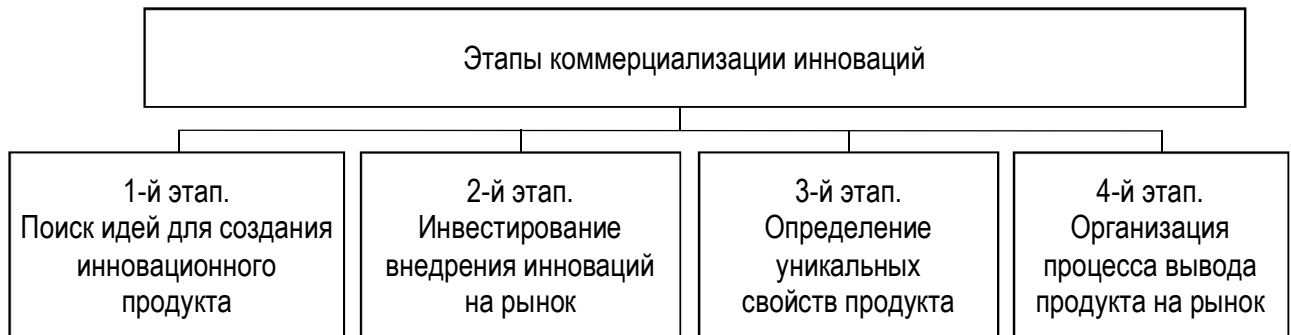 Этапы коммерциализации инноваций
1-й этап.
Поиск идей для создания
инновационного
продукта
2-й этап.
Инвестирование
внедрения инноваций
на рынок
3-й этап.
Определение
уникальных
свойств продукта
4-й этап.
Организация
процесса вывода
продукта на рынок